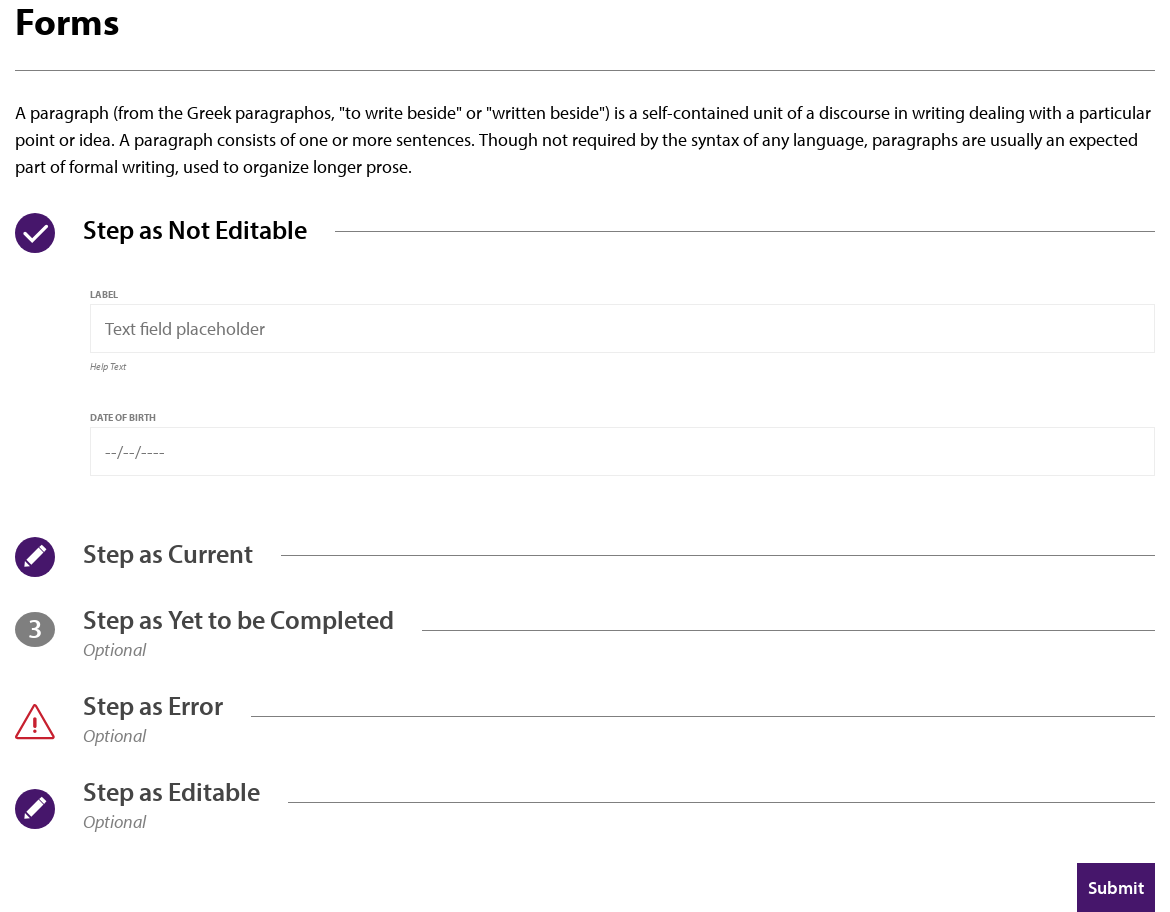 Forms
A paragraph (from the Greek paragraphos, "to write beside" or "written beside") is a self-contained unit of a discourse in writing dealing with a particular
point or idea. A paragraph consists of one or more sentences. Though not required by the syntax of any language, paragraphs are usually an expected
part of formal writing, used to organize longer prose.
Step as Not Editable
LABEL
Text field placeholder
Help Text
DATE OF BIRTH
--/--/----
Step as Current
3
Step as Yet to be Completed
Optional
Step as Error
Optional
Step as Editable
Optional
Submit